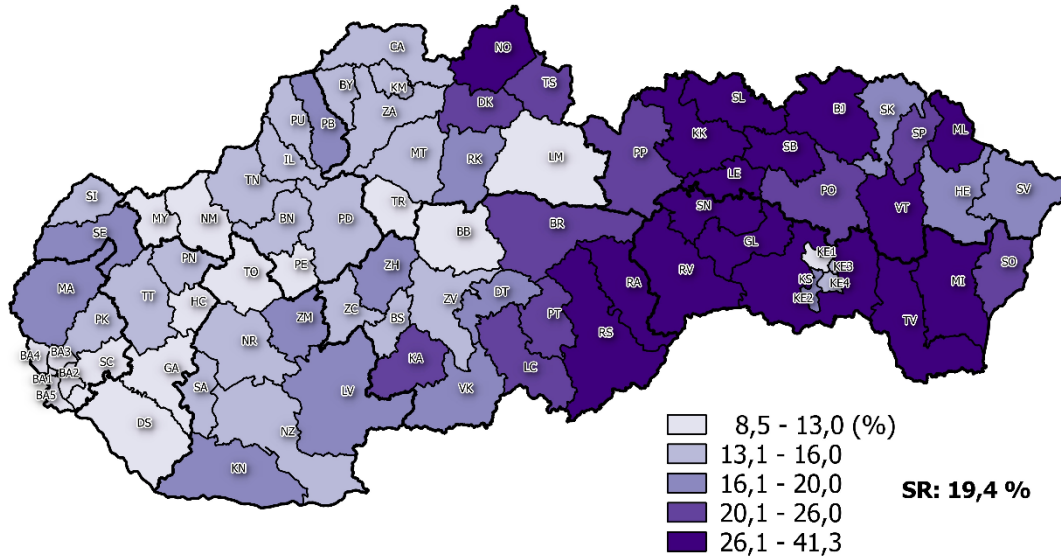 CA
NO
BY
KM
TS
PU
PB
ZA
DK
SL
BJ
SK
SP
ML
KK
IL
MT
RK
LM
PP
SB
TN
LE
PO
HE
SV
SI
MY
NM
BN
PD
TR
SN
VT
SE
BB
BR
GL
PN
TO
PE
ZH
RV
KE1
KE3
SO
MA
TT
HC
ZM
ZC
BS
ZV
DT
RA
KS
KE4
KE2
MI
PK
NR
PT
RS
TV
BA4
BA3
SC
GA
KA
LC
BA1
BA2
SA
LV
VK
BA5
DS
NZ
KN
8,5 - 13,0 (%)
13,1 - 16,0
16,1 - 20,0
20,1 - 26,0
26,1 - 41,3
SR: 19,4 %